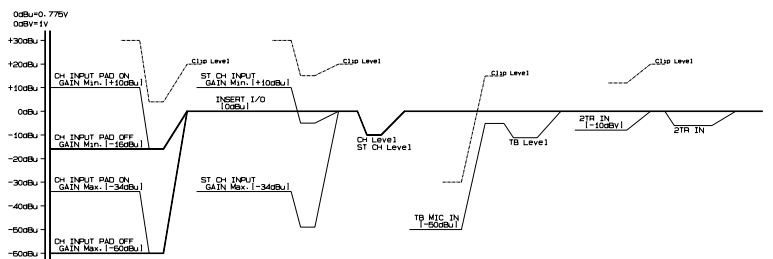 0dBu=0.775V
0dBV=1V
+30dBu
+20dBu
+10dBu
0dBu
-10dBu
-20dBu
-30dBu
-40dBu
-50dBu
-60dBu
CH INPUT PAD ON
GAIN Min. [+10dBu]
CH INPUT PAD OFF
GAIN Min. [-16dBu]
CH INPUT PAD ON
GAIN Max. [-34dBu]
CH INPUT PAD OFF
GAIN Max. [-60dBu]
Clip Level
ST CH INPUT
GAIN Min. [+10dBu]
INSERT I/O
[0dBu]
ST CH INPUT
GAIN Max. [-34dBu]
Clip Level
CH Level
ST CH Level
Clip Level
TB MIC IN
[-50dBu]
TB Level
Clip Level
2TR IN
[-10dBV]
2TR IN